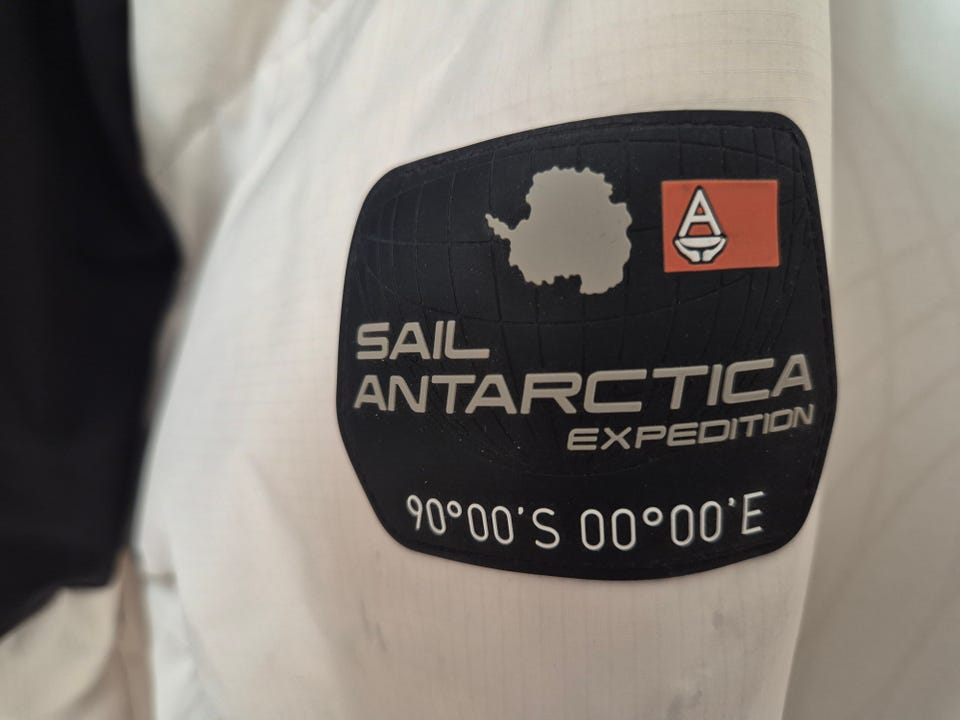 A
SAIL
ANTARCTICA
EXPEDITION
90°00'S 00°00'E